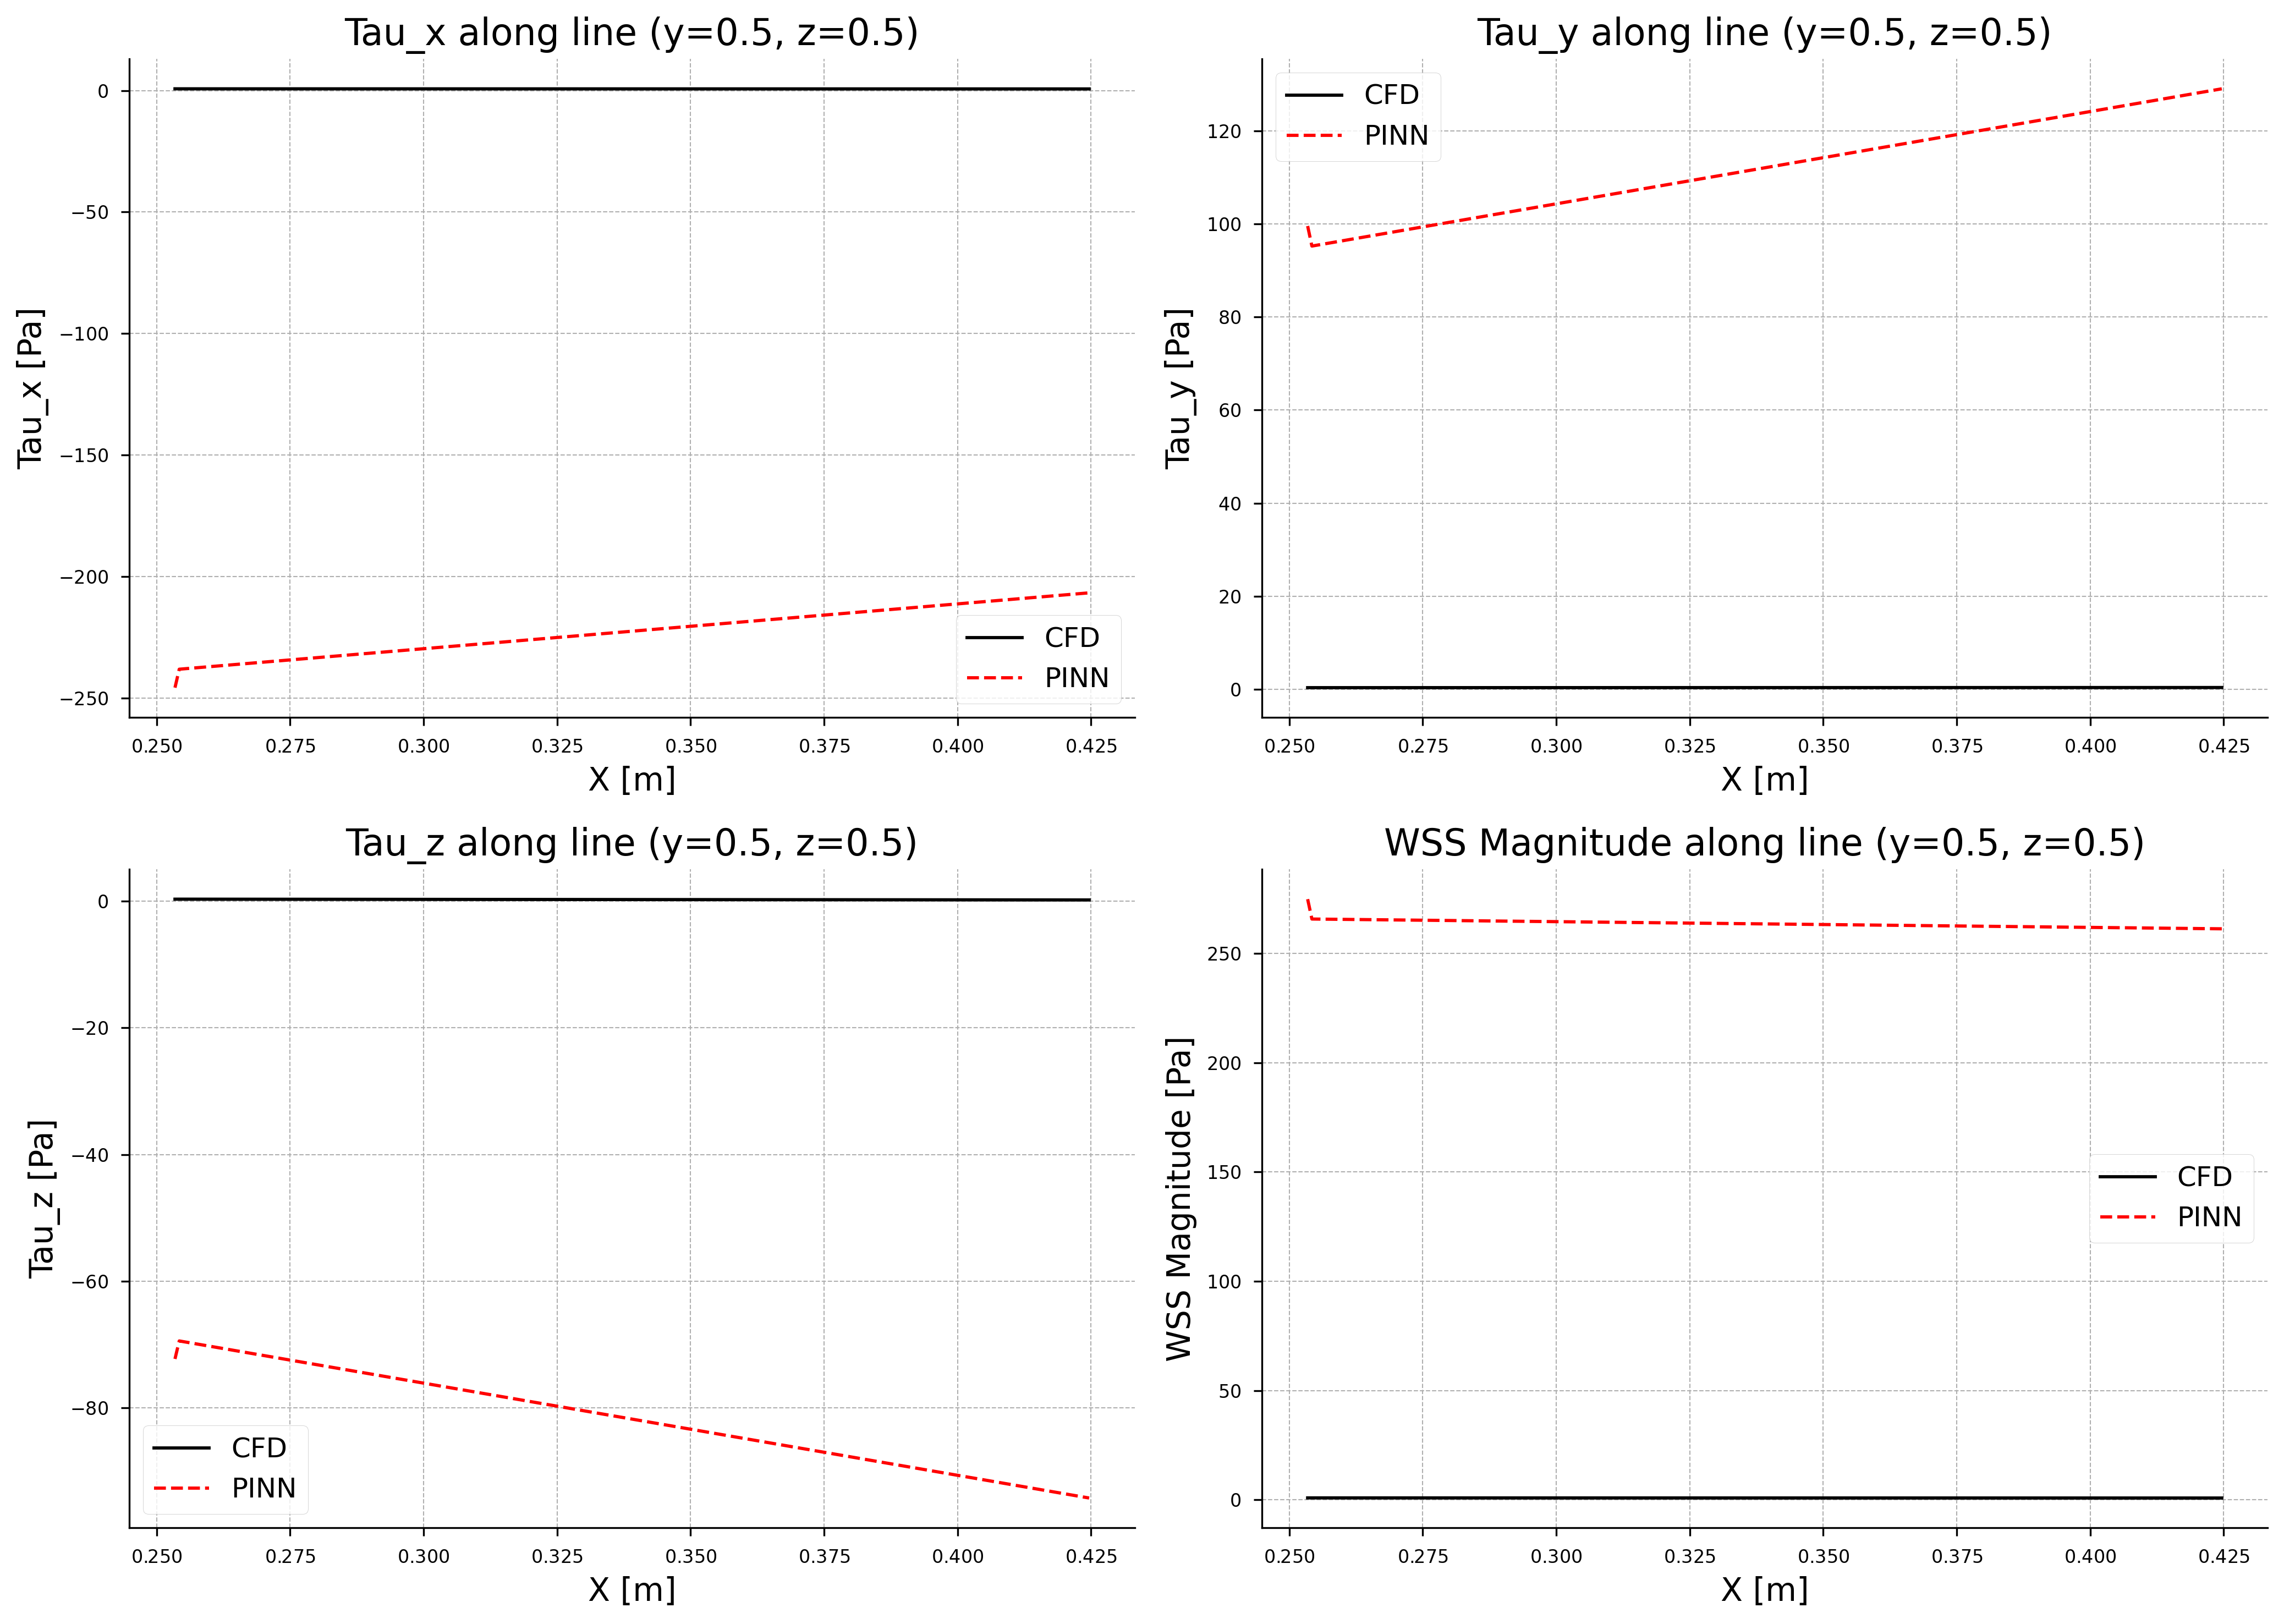 Tau_x along line (y=0.5, z=0.5)
Tau_x [Pa]
0
−50
−100
−150
−200
−250
CFD
PINN
0.250 0.275 0.300 0.325 0.350 0.375 0.400 0.425
X [m]
Tau_y along line (y=0.5, z=0.5)
Tau_y [Pa]
CFD
PINN
120
100
80
60
40
20
0
0.250 0.275 0.300 0.325 0.350 0.375 0.400 0.425
X [m]
Tau_z along line (y=0.5, z=0.5)
Tau_z [Pa]
0
−20
−40
−60
−80
CFD
PINN
0.250 0.275 0.300 0.325 0.350 0.375 0.400 0.425
X [m]
WSS Magnitude along line (y=0.5, z=0.5)
WSS Magnitude [Pa]
250
200
150
100
50
0
CFD
PINN
0.250 0.275 0.300 0.325 0.350 0.375 0.400 0.425
X [m]